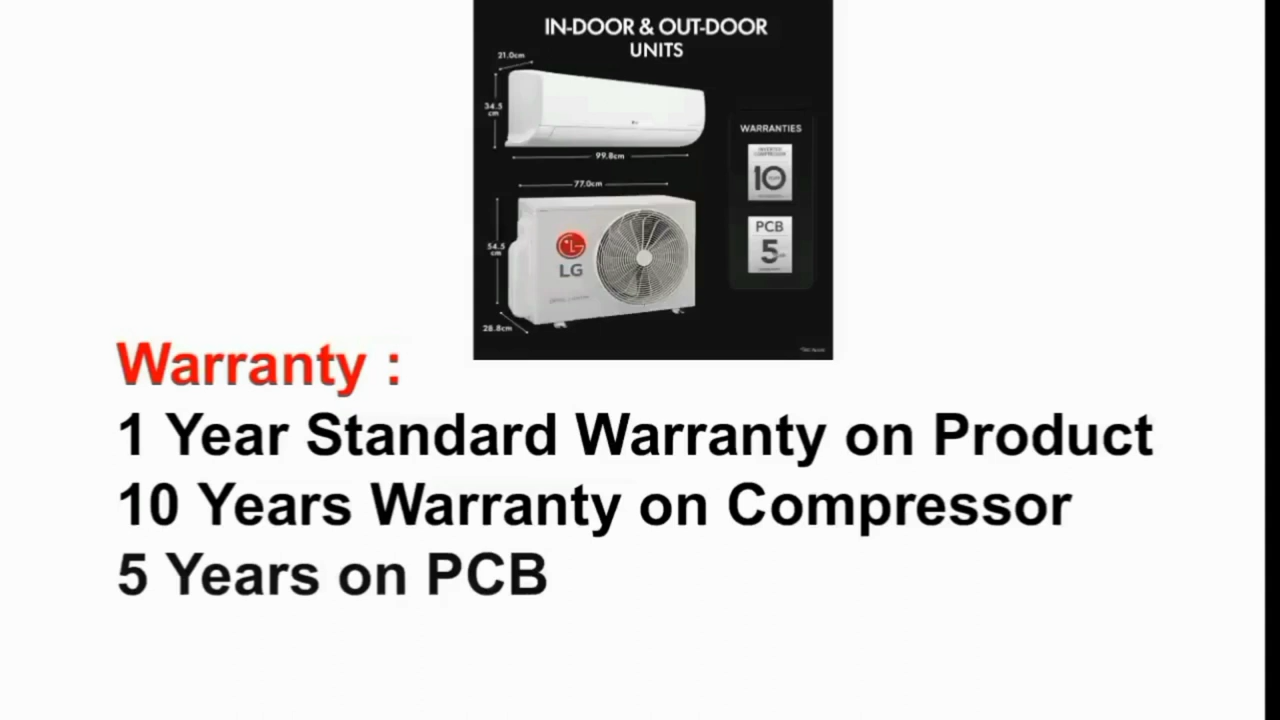 IN-DOOR & OUT-DOOR
UNITS
21.0cm
34.5
cm
99.8cm
77.0cm
54.5
cm
28.8cm
LG
WARRANTIES
INVERTER
COMPRESSOR
10
PCB
5
Warranty :
1 Year Standard Warranty on Product
10 Years Warranty on Compressor
5 Years on PCB